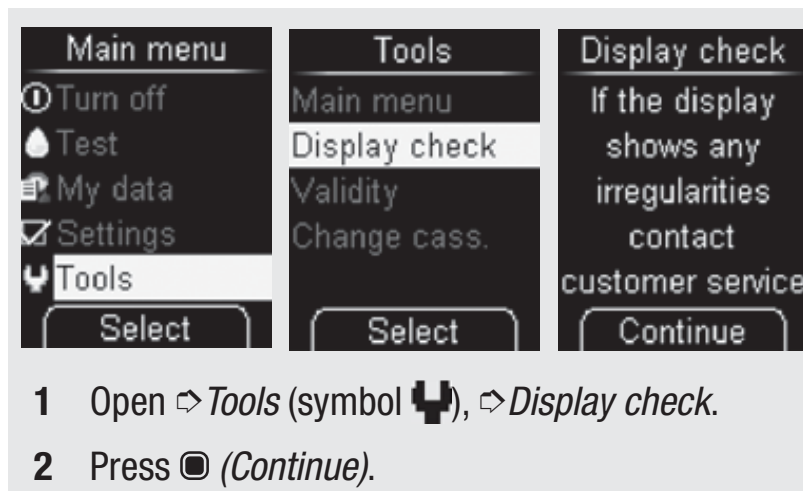 Main menu
Turn off
Test
My data
Settings
Tools
Select
Tools
Main menu
Display check
Validity
Change cass.
Select
Display check
If the display
shows any
irregularities
contact
customer service
Continue
1 Open ➩ Tools (symbol ), ➩ Display check.
2 Press (Continue).